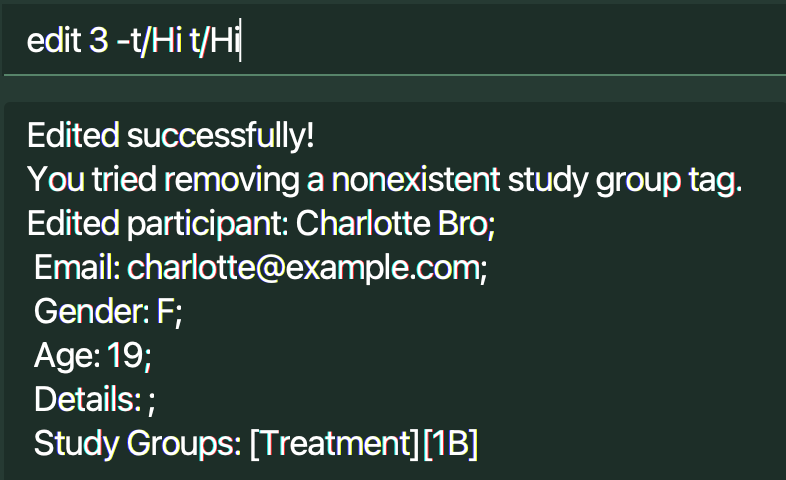 edit 3 -t/Hi t/Hi
Edited successfully!
You tried removing a nonexistent study group tag.
Edited participant: Charlotte Bro;
Email: charlotte@example.com;
Gender: F;
Age: 19;
Details: ;
Study Groups: [Treatment][1B]